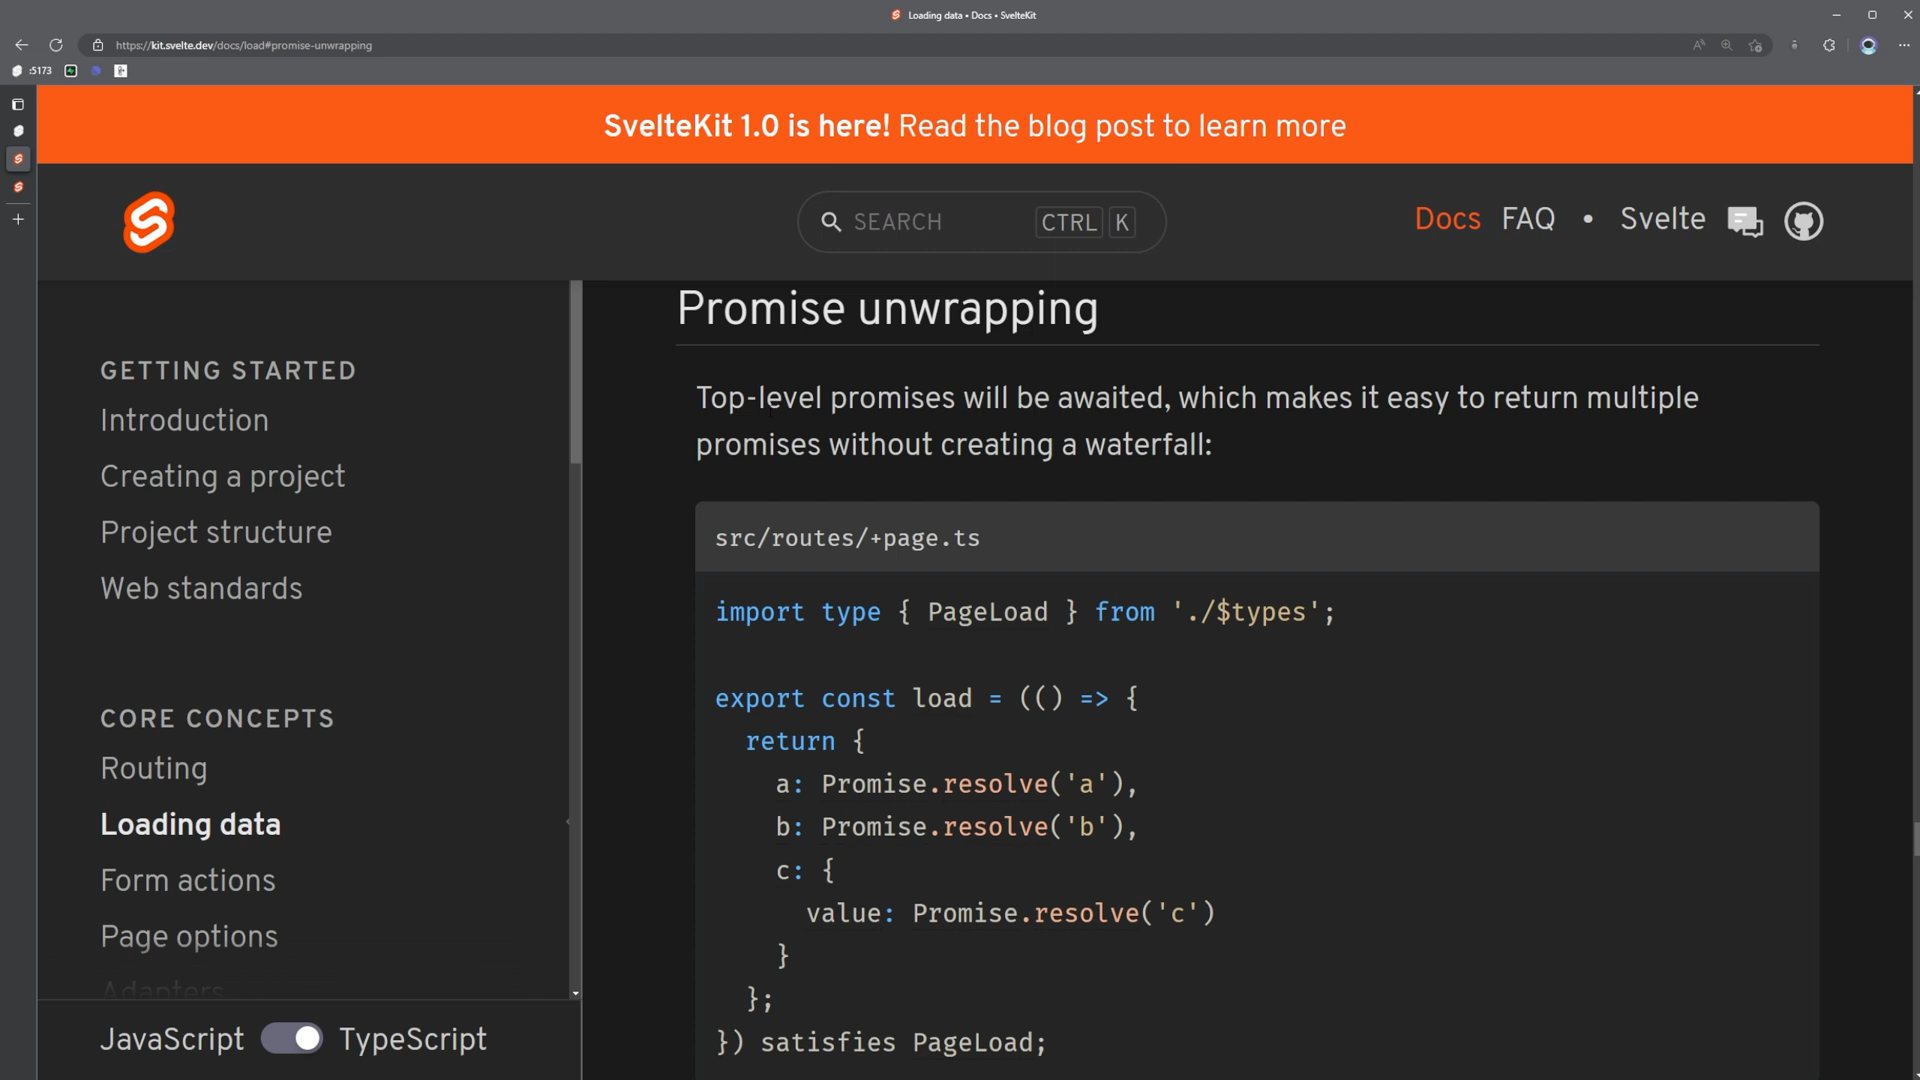 Loading data • Docs • SvelteKit
https://kit.svelte.dev/docs/load#promise-unwrapping
:5173
SvelteKit 1.0 is here! Read the blog post to learn more
SEARCH CTRL K
Docs FAQ • Svelte
GETTING STARTED
Introduction
Creating a project
Project structure
Web standards
CORE CONCEPTS
Routing
Loading data
Form actions
Page options
Adapters
JavaScript TypeScript
Promise unwrapping
Top-level promises will be awaited, which makes it easy to return multiple
promises without creating a waterfall:
src/routes/+page.ts
import type { PageLoad } from './$types';
export const load = (() => {
  return {
    a: Promise.resolve('a'),
    b: Promise.resolve('b'),
    c: {
      value: Promise.resolve('c')
    }
  };
}) satisfies PageLoad;